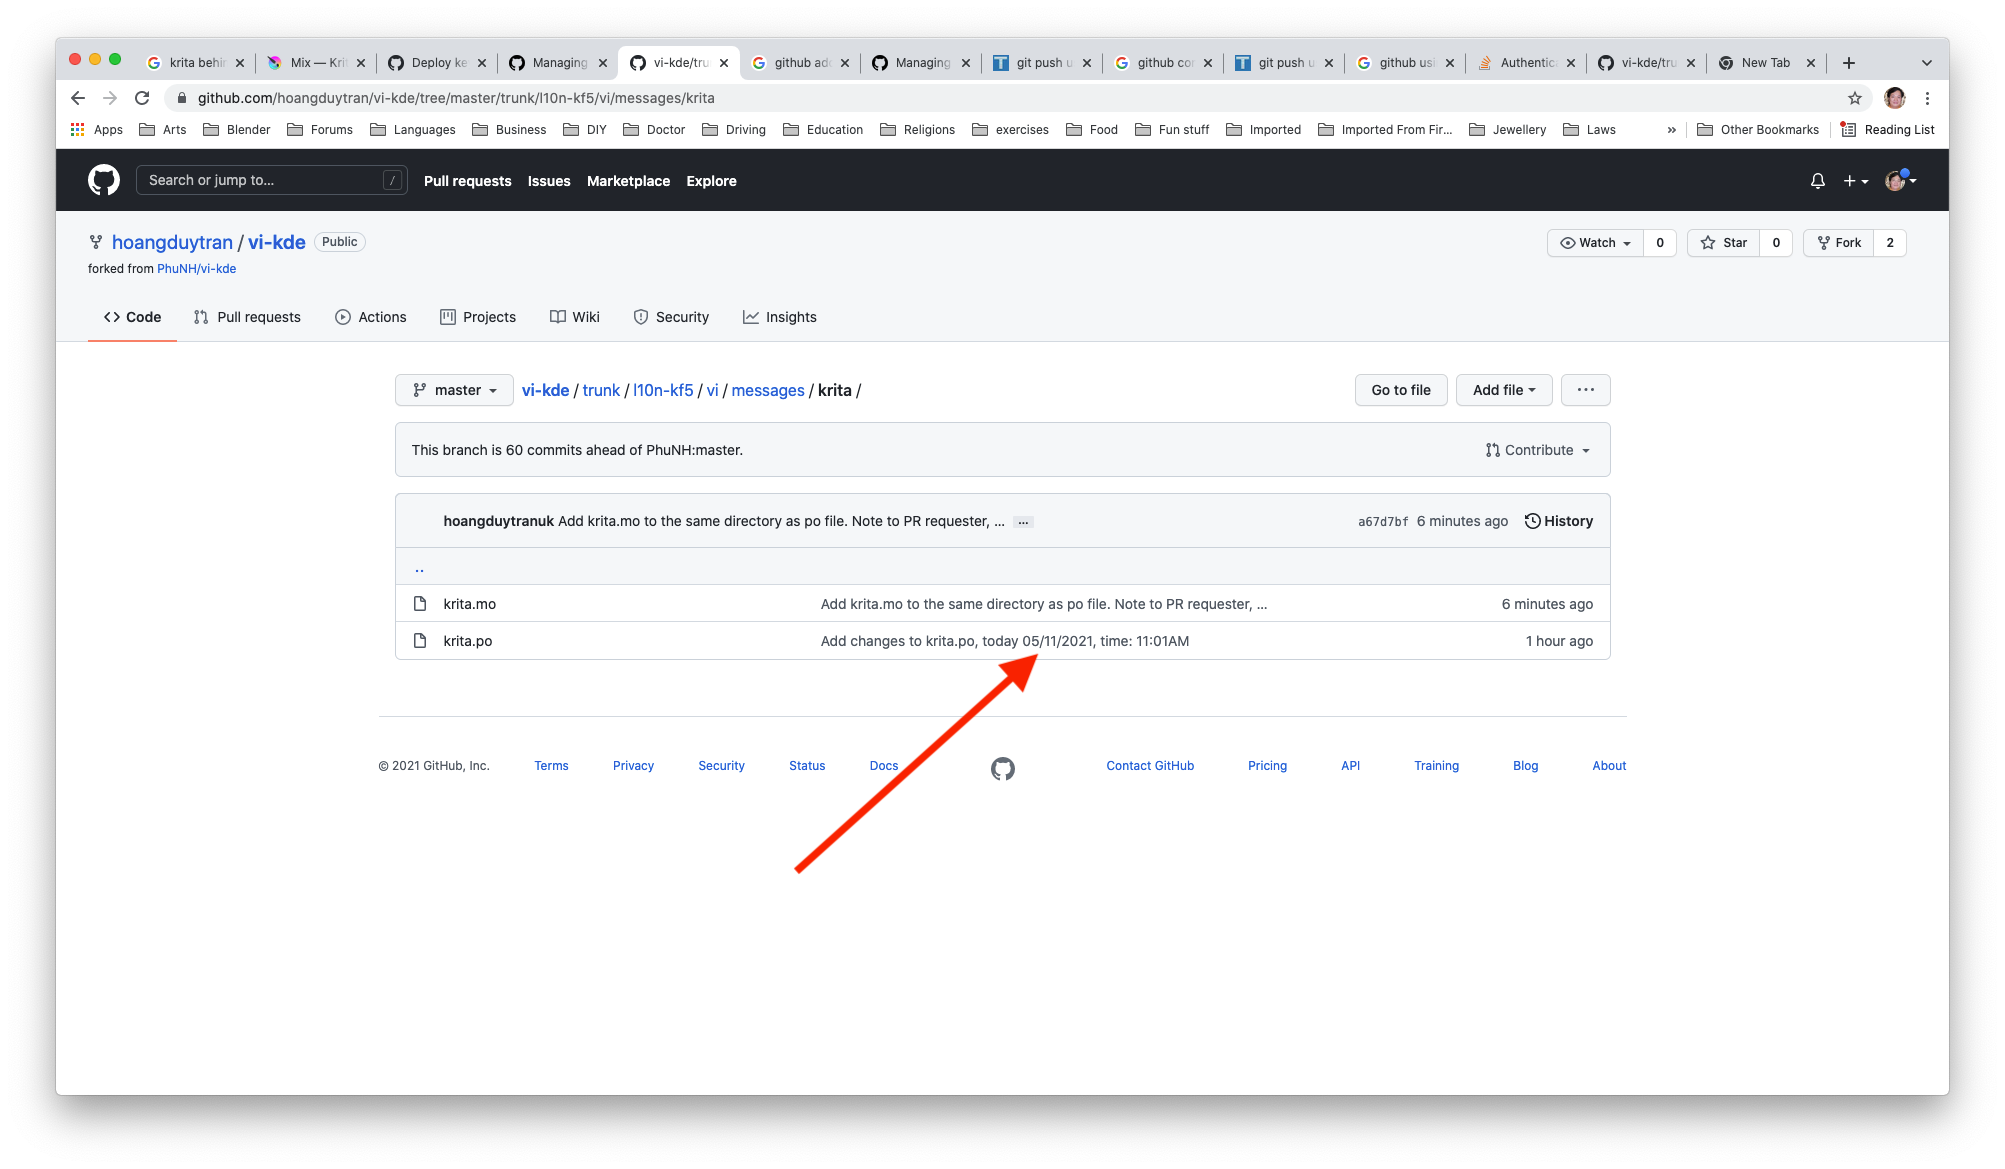 krita behin
Mix — Krit
Deploy ke
Managing
vi-kde/tru
github add
Managing
git push u
github cor
git push u
github usi
Authentica
vi-kde/tru
New Tab
github.com/hoangduytran/vi-kde/tree/master/trunk/l10n-kf5/vi/messages/krita
Apps Arts Blender Forums Languages Business DIY Doctor Driving Education Religions exercises Food Fun stuff Imported Imported From Fir... Jewellery Laws » Other Bookmarks Reading List
Search or jump to... / Pull requests Issues Marketplace Explore
hoangduytran / vi-kde Public
Watch 0 Star 0 Fork 2
forked from PhuNH/vi-kde
Code Pull requests Actions Projects Wiki Security Insights
master vi-kde / trunk / l10n-kf5 / vi / messages / krita / Go to file Add file ...
This branch is 60 commits ahead of PhuNH:master. Contribute
hoangduytranuk Add krita.mo to the same directory as po file. Note to PR requester, ... ... a67d7bf 6 minutes ago History
..
krita.mo Add krita.mo to the same directory as po file. Note to PR requester, ... 6 minutes ago
krita.po Add changes to krita.po, today 05/11/2021, time: 11:01AM 1 hour ago
© 2021 GitHub, Inc. Terms Privacy Security Status Docs Contact GitHub Pricing API Training Blog About